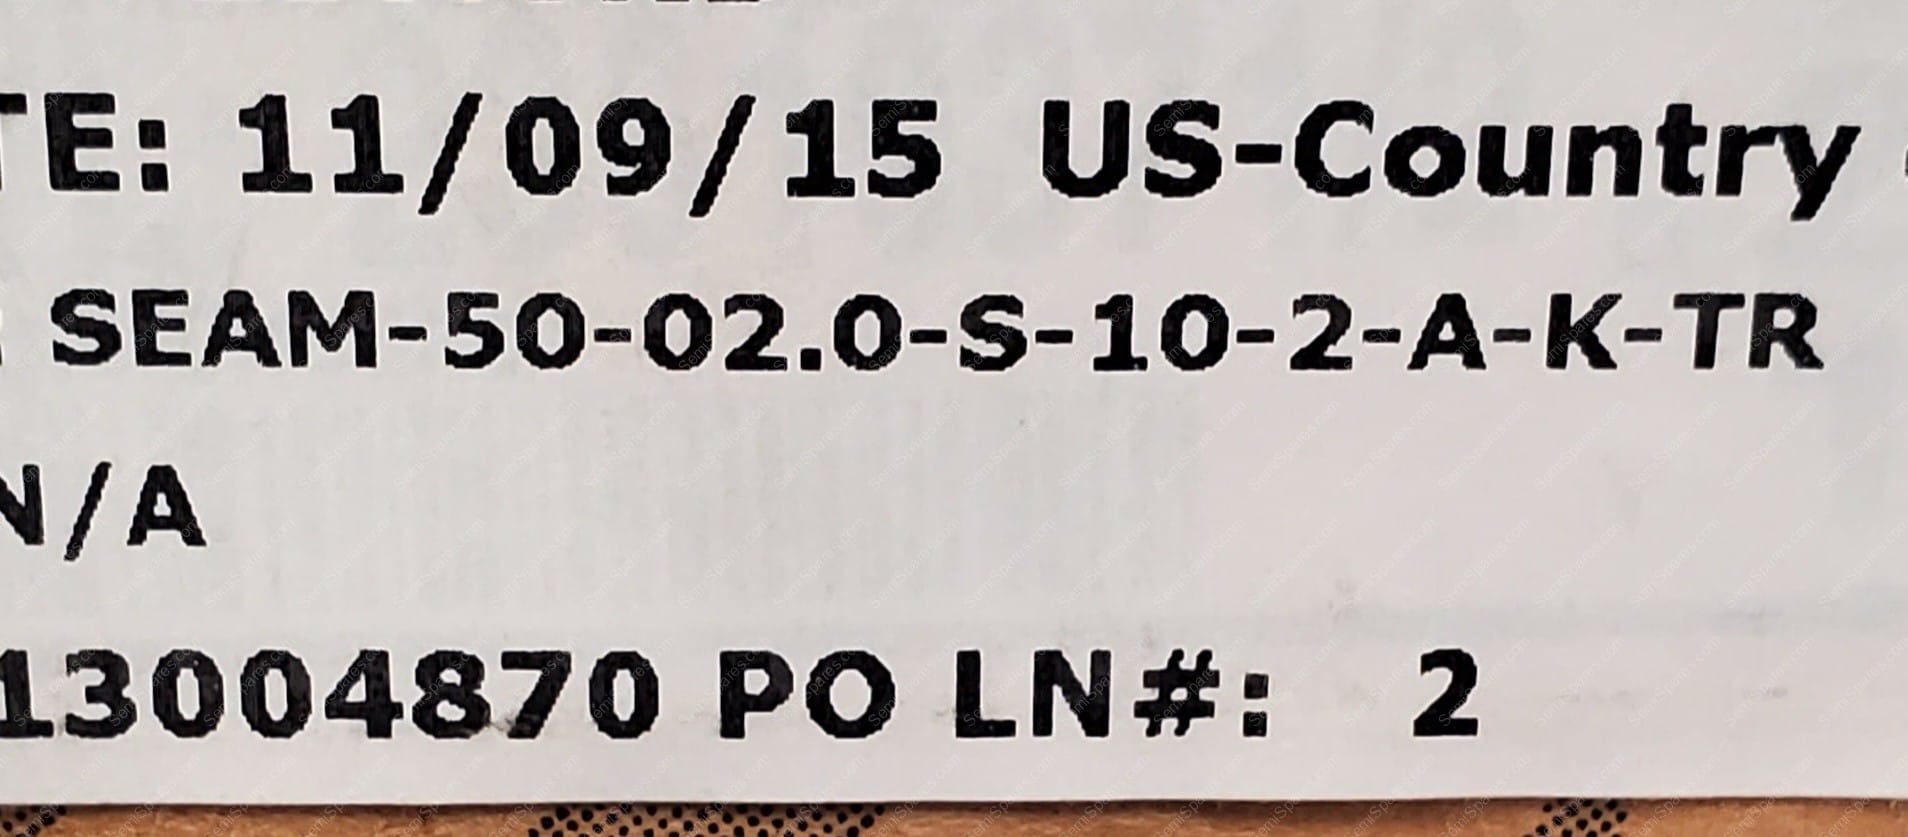 TE: 11/09/15 US-Country
SEAM-50-02.0-S-10-2-A-K-TR
N/A
13004870 PO LN#: 2